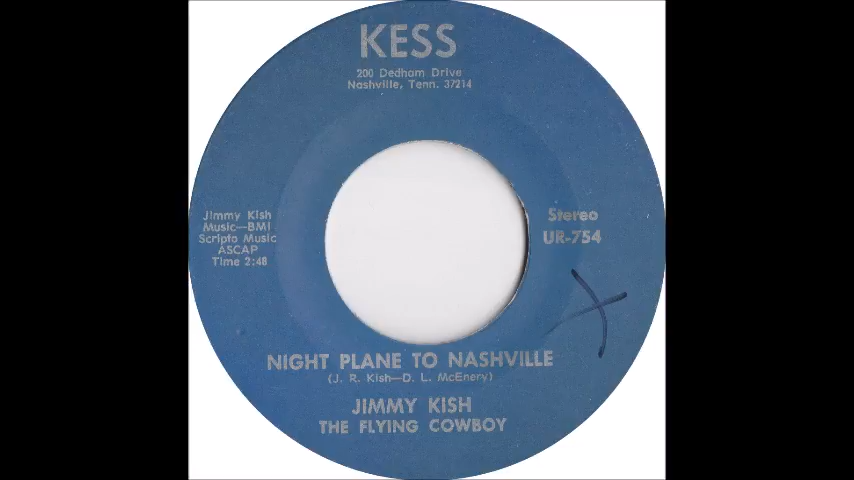 KESS
200 Dedham Drive
Nashville, Tenn. 37214
Jimmy Kish
Music—BMI
Scripto Music
ASCAP
Time 2:48
Stereo
UR-754
NIGHT PLANE TO NASHVILLE
(J. R. Kish—D. L. McEnery)
JIMMY KISH
THE FLYING COWBOY